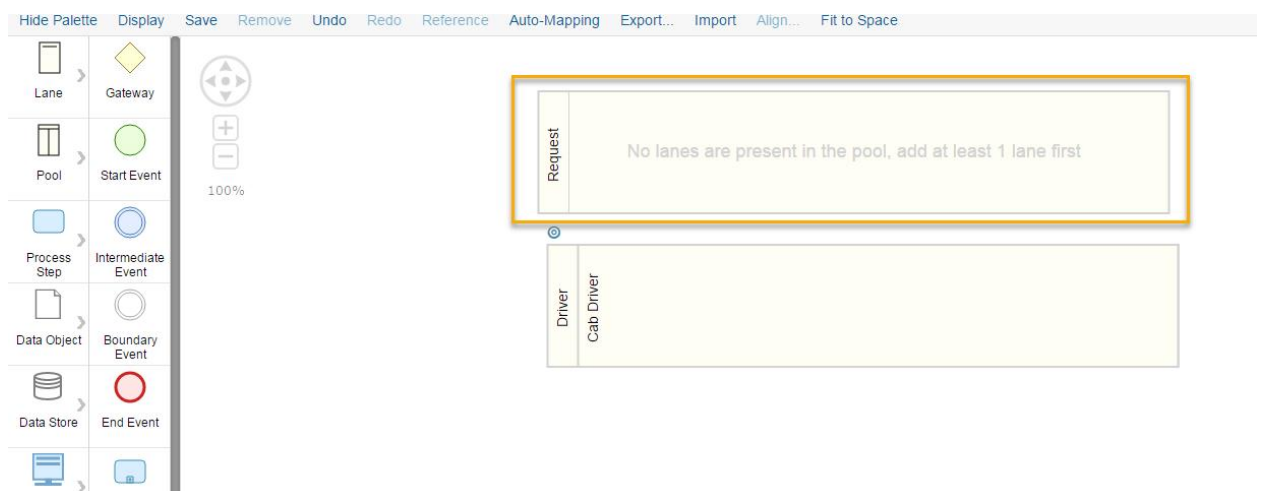 Hide Palette Display Save Remove Undo Redo Reference Auto-Mapping Export... Import Align... Fit to Space
Lane Gateway
Pool Start Event
100%
Process Step
Intermediate Event
Data Object
Boundary Event
Data Store End Event
Request
No lanes are present in the pool, add at least 1 lane first
Driver
Cab Driver